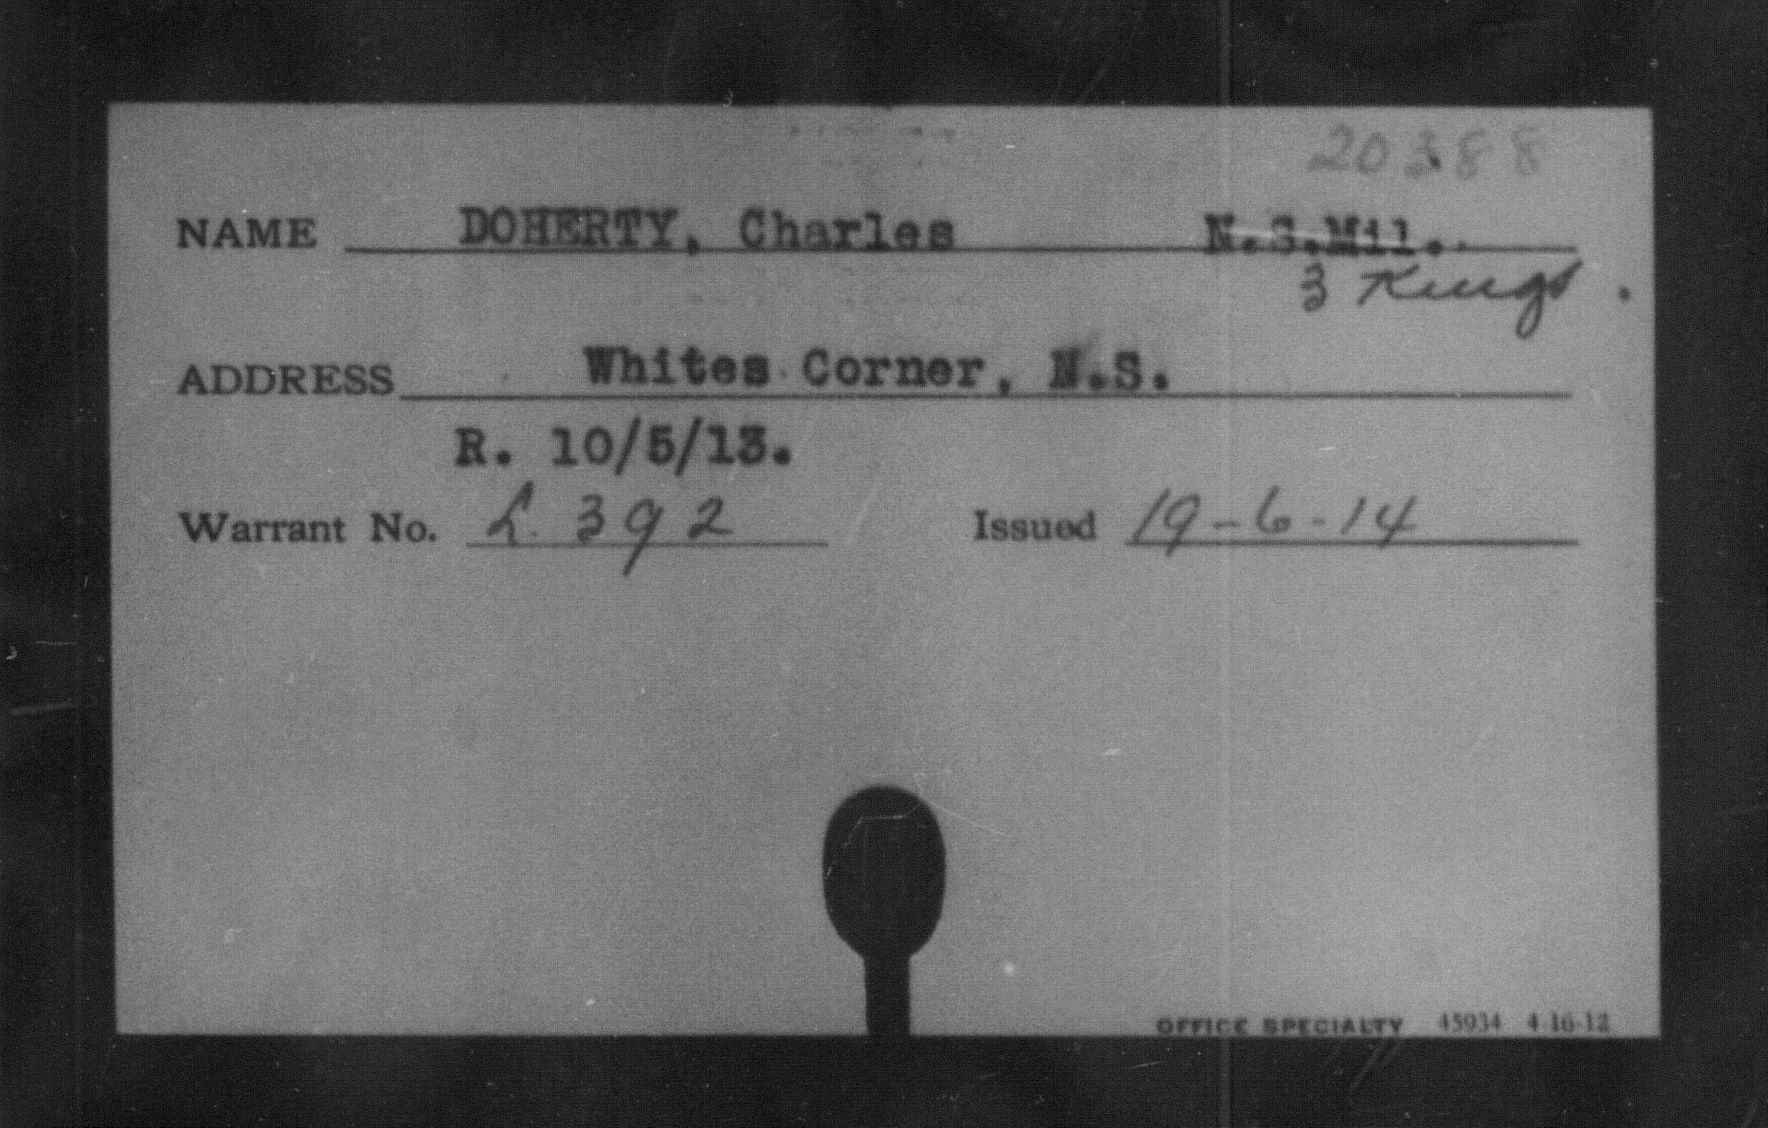 20388
NAME DOHERTY, Charles N.S.Mil.
3 Kings.
ADDRESS Whites Corner, N.S.
R. 10/5/13.
Warrant No. L. 392 Issued 19-6-14
OFFICE SPECIALTY 45934 4-16-12